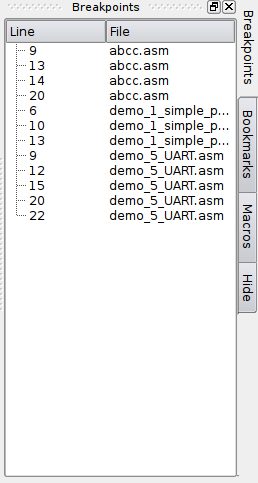 Breakpoints
Line File
9 abcc.asm
13 abcc.asm
14 abcc.asm
20 abcc.asm
6 demo_1_simple_p...
10 demo_1_simple_p...
13 demo_1_simple_p...
9 demo_5_UART.asm
12 demo_5_UART.asm
15 demo_5_UART.asm
20 demo_5_UART.asm
22 demo_5_UART.asm
Breakpoints
Bookmarks
Macros
Hide